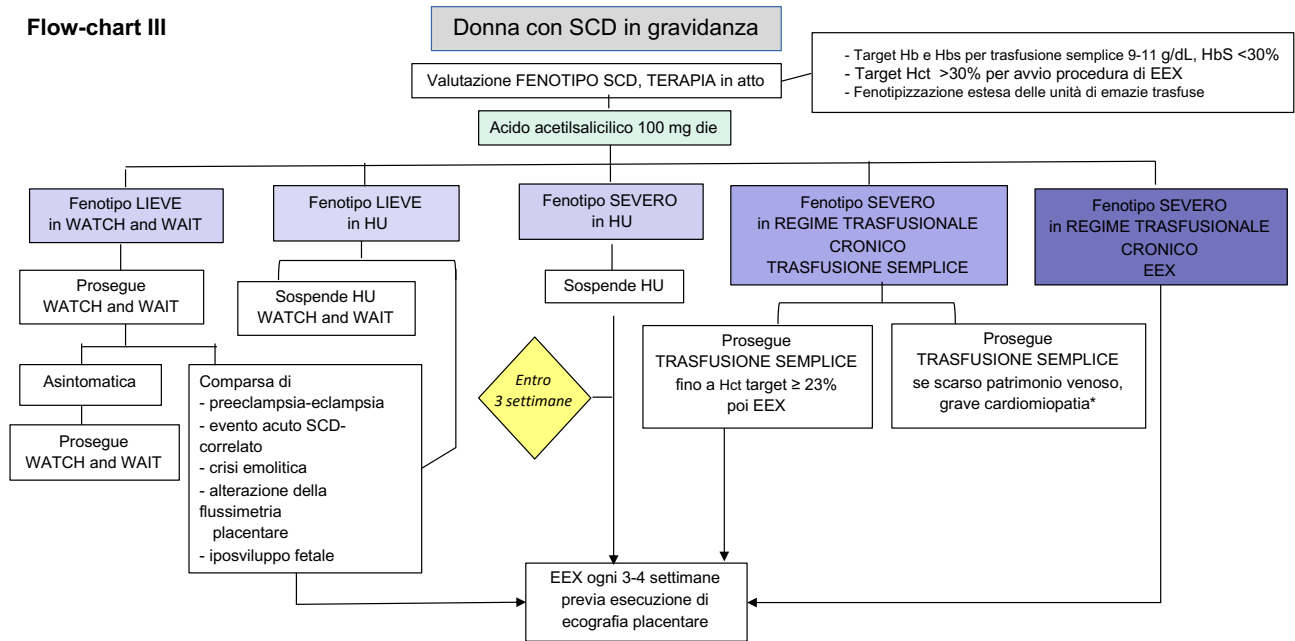 Flow-chart III
Donna con SCD in gravidanza
Valutazione FENOTIPO SCD, TERAPIA in atto
- Target Hb e Hbs per trasfusione semplice 9-11 g/dL, HbS <30%
- Target Hct >30% per avvio procedura di EEX
- Fenotipizzazione estesa delle unità di emazie trasfuse
Acido acetilsalicilico 100 mg die
Fenotipo LIEVE
in WATCH and WAIT
Fenotipo LIEVE
in HU
Fenotipo SEVERO
in HU
Fenotipo SEVERO
in REGIME TRASFUSIONALE
CRONICO
TRASFUSIONE SEMPLICE
Fenotipo SEVERO
in REGIME TRASFUSIONALE
CRONICO
EEX
Prosegue
WATCH and WAIT
Sospende HU
WATCH and WAIT
Sospende HU
Prosegue
TRASFUSIONE SEMPLICE
fino a Hct target ≥ 23%
poi EEX
Prosegue
TRASFUSIONE SEMPLICE
se scarso patrimonio venoso,
grave cardiomiopatia*
Asintomatica
Comparsa di
- preeclampsia-eclampsia
- evento acuto SCD-
correlato
- crisi emolitica
- alterazione della
flussimetria
placentare
- iposviluppo fetale
Entro
3 settimane
Prosegue
WATCH and WAIT
EEX ogni 3-4 settimane
previa esecuzione di
ecografia placentare